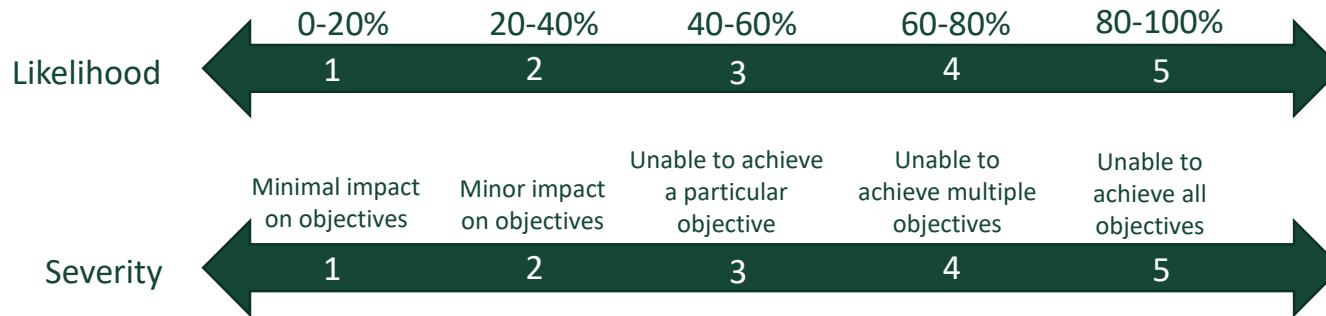 0-20% 20-40% 40-60% 60-80% 80-100%
Likelihood 1 2 3 4 5
Minimal impact
on objectives
Minor impact
on objectives
Unable to achieve
a particular
objective
Unable to
achieve multiple
objectives
Unable to
achieve all
objectives
Severity 1 2 3 4 5